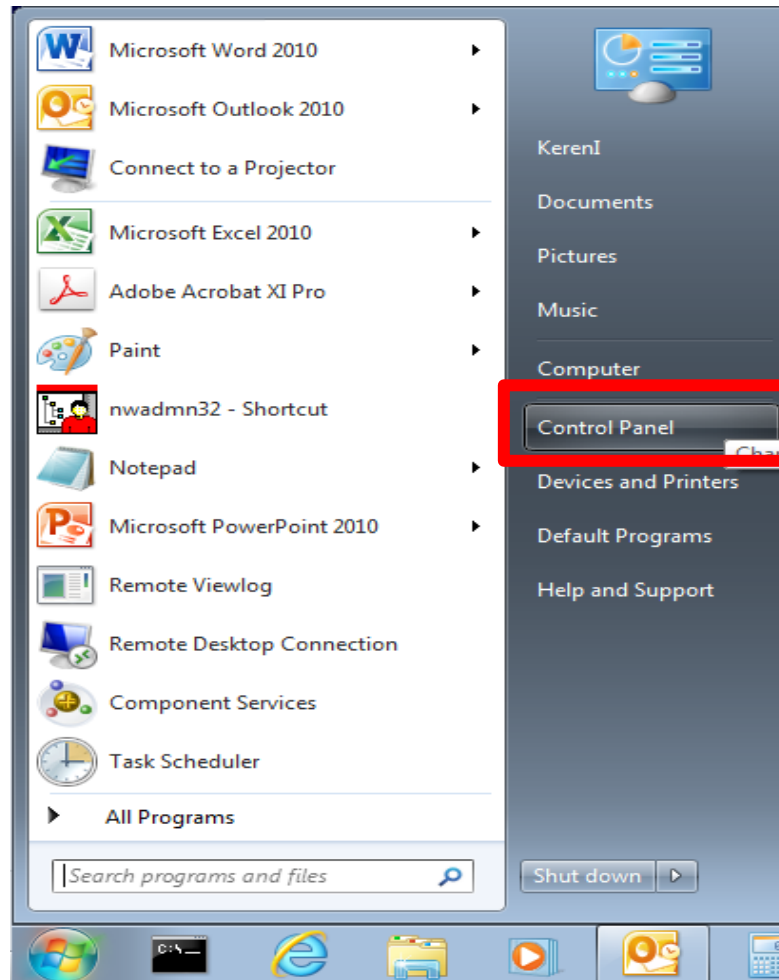 Microsoft Word 2010
Microsoft Outlook 2010
Connect to a Projector
Microsoft Excel 2010
Adobe Acrobat XI Pro
Paint
nwadmn32 - Shortcut
Notepad
Microsoft PowerPoint 2010
Remote Viewlog
Remote Desktop Connection
Component Services
Task Scheduler
All Programs
Search programs and files
KerenI
Documents
Pictures
Music
Computer
Control Panel
Devices and Printers
Default Programs
Help and Support
Shut down
C:\_